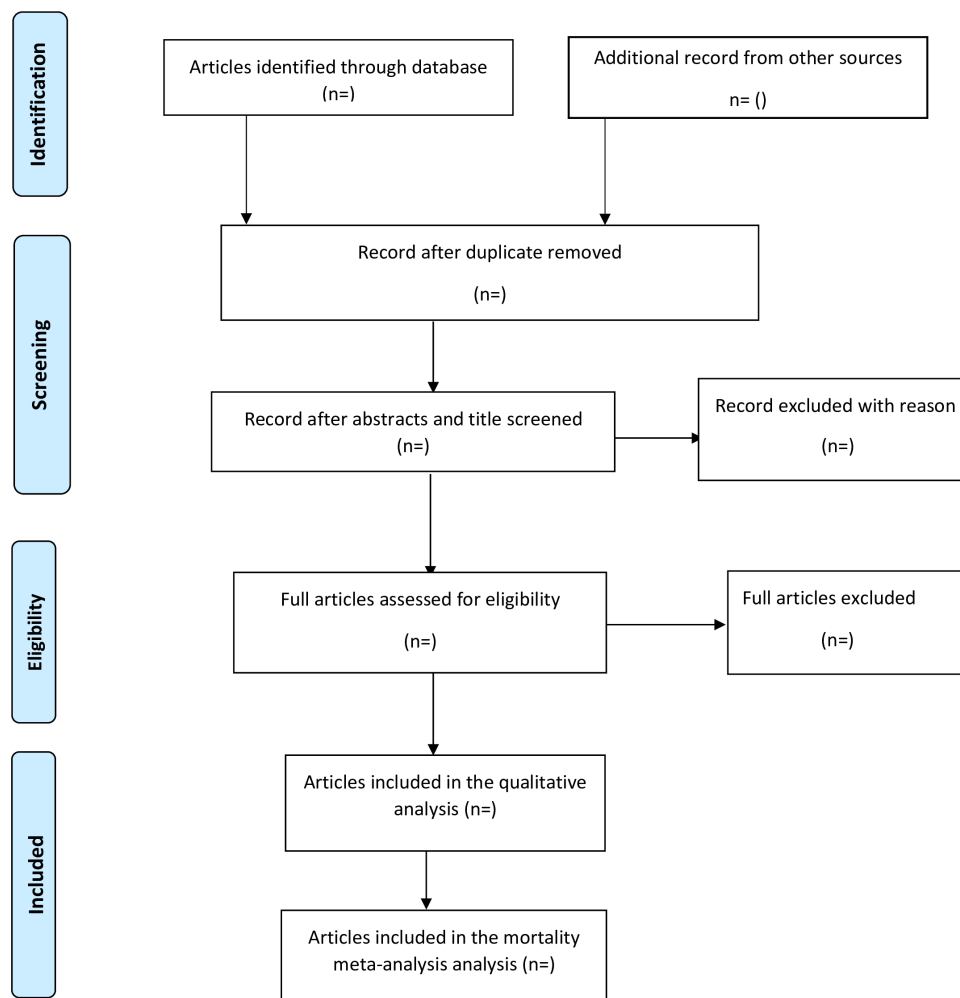 Identification
Articles identified through database
(n=)
Additional record from other sources
n= ()
Record after duplicate removed
(n=)
Screening
Record after abstracts and title screened
(n=)
Record excluded with reason
(n=)
Eligibility
Full articles assessed for eligibility
(n=)
Full articles excluded
(n=)
Included
Articles included in the qualitative
analysis (n=)
Articles included in the mortality
meta-analysis analysis (n=)